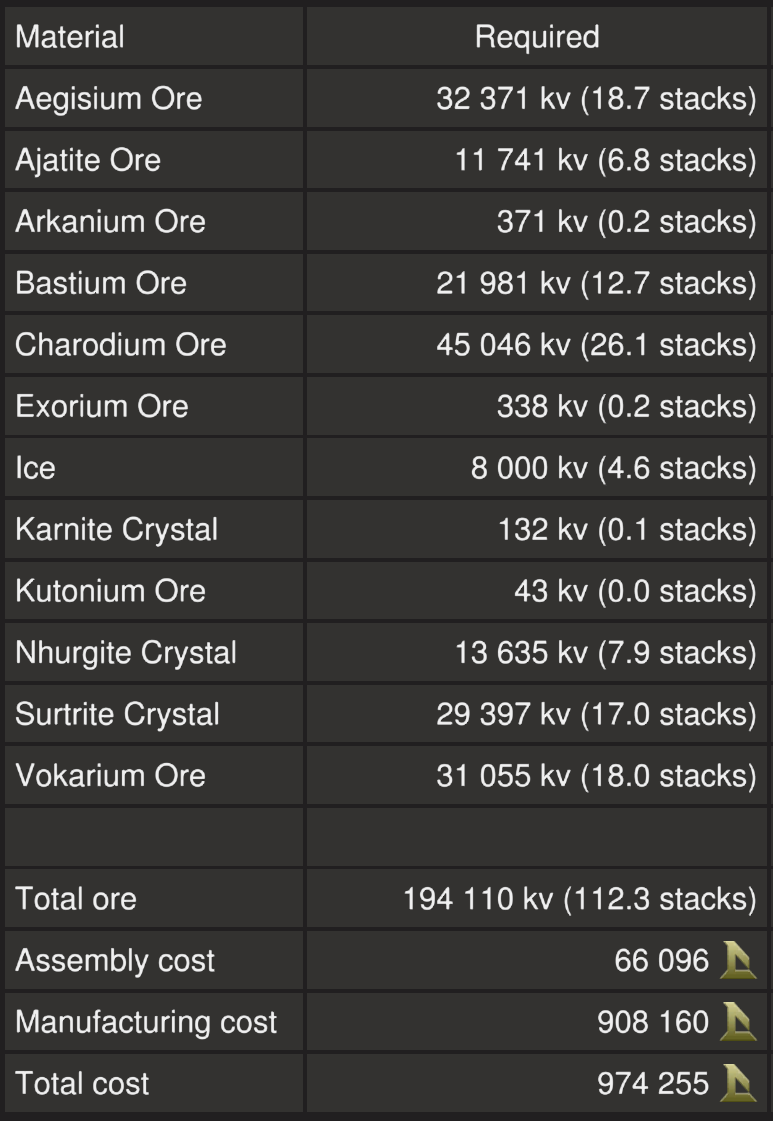 Material Required
Aegisium Ore 32 371 kv (18.7 stacks)
Ajatite Ore 11 741 kv (6.8 stacks)
Arkanium Ore 371 kv (0.2 stacks)
Bastium Ore 21 981 kv (12.7 stacks)
Charodium Ore 45 046 kv (26.1 stacks)
Exorium Ore 338 kv (0.2 stacks)
Ice 8 000 kv (4.6 stacks)
Karnite Crystal 132 kv (0.1 stacks)
Kutonium Ore 43 kv (0.0 stacks)
Nhurgite Crystal 13 635 kv (7.9 stacks)
Surtrite Crystal 29 397 kv (17.0 stacks)
Vokarium Ore 31 055 kv (18.0 stacks)
Total ore 194 110 kv (112.3 stacks)
Assembly cost 66 096
Manufacturing cost 908 160
Total cost 974 255